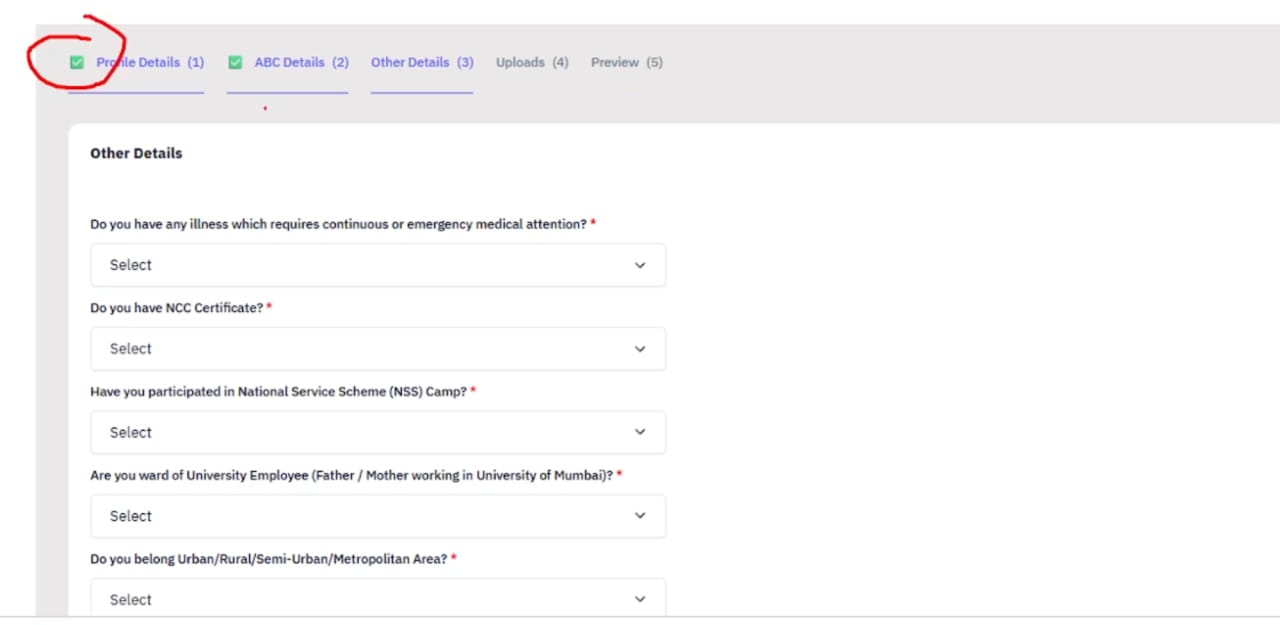 Profile Details (1) ABC Details (2) Other Details (3) Uploads (4) Preview (5)
Other Details
Do you have any illness which requires continuous or emergency medical attention? *
Select
Do you have NCC Certificate? *
Select
Have you participated in National Service Scheme (NSS) Camp? *
Select
Are you ward of University Employee (Father / Mother working in University of Mumbai)? *
Select
Do you belong Urban/Rural/Semi-Urban/Metropolitan Area? *
Select